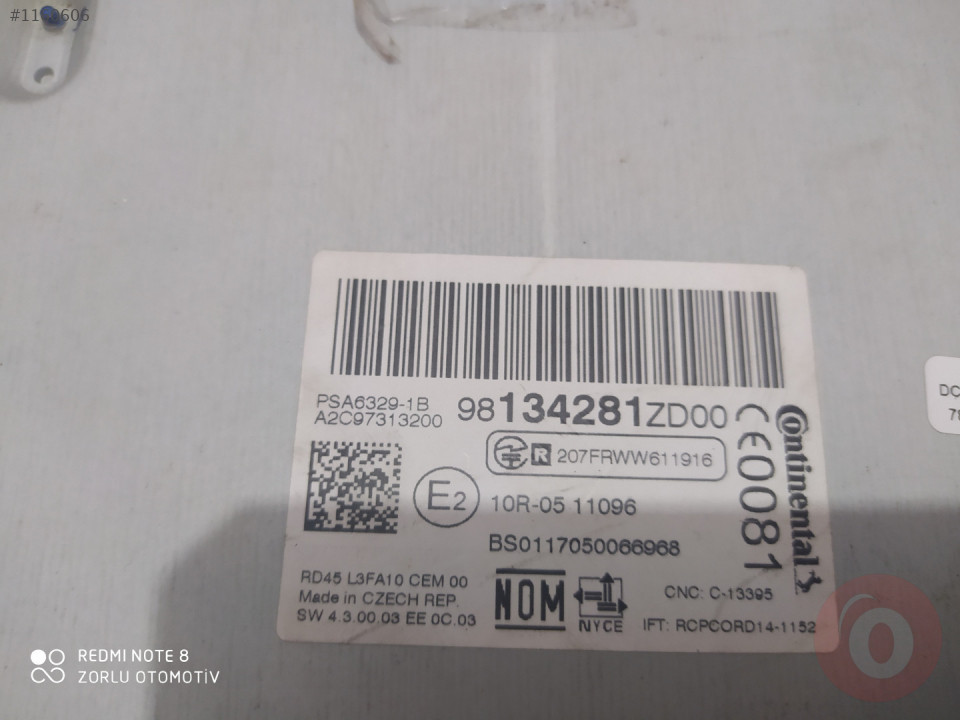 PSA6329-1B
A2C97313200
98134281ZD00
R 207FRWW611916
E2
10R-05 11096
BS0117050066968
CE0081
Continental
RD45 L3FA10 CEM 00
Made in CZECH REP.
SW 4.3.00.03 EE 0C.03
NOM
NYCE
CNC: C-13395
IFT: RCPCORD14-1152
REDMI NOTE 8
ZORLU OTOMOTİV